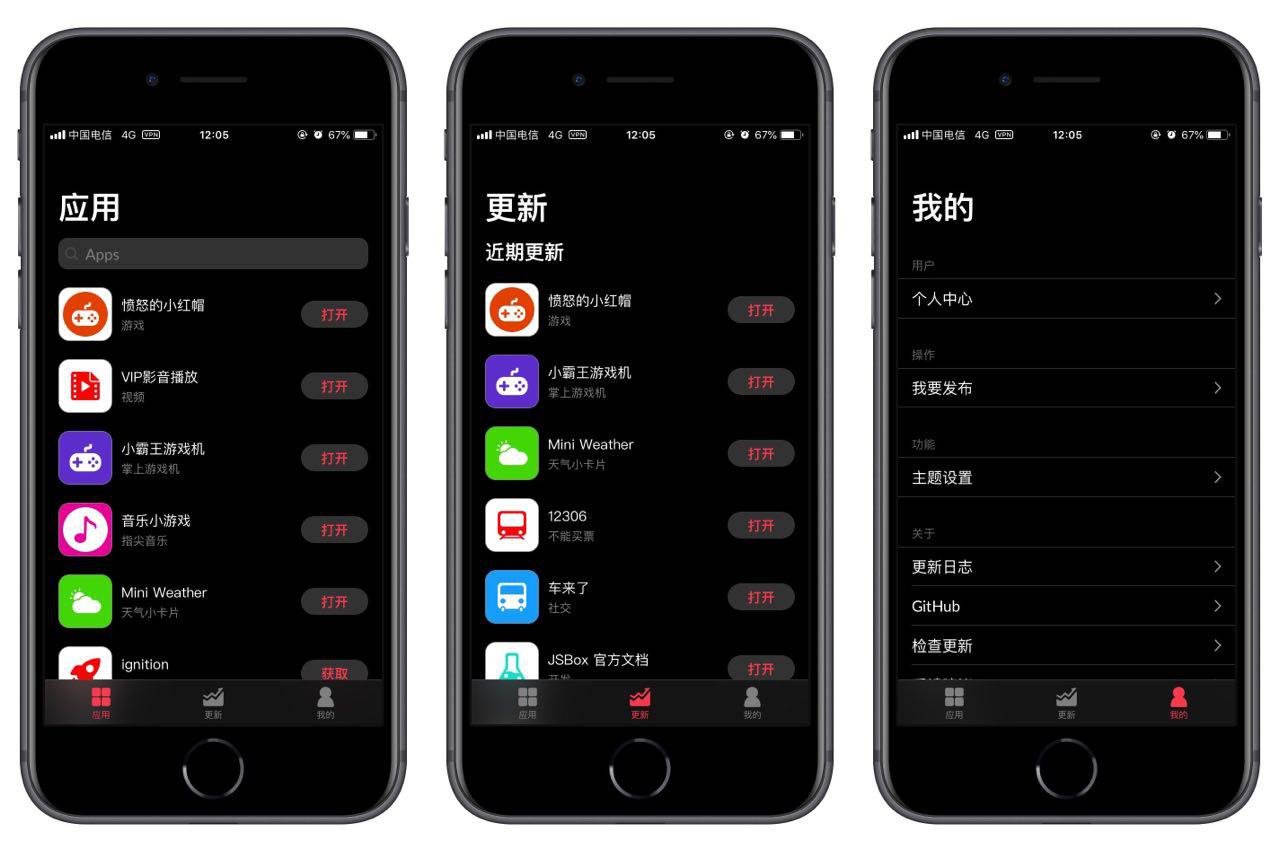 中国电信 4G VPN 12:05 67%
应用
Apps
愤怒的小红帽
游戏
打开
VIP影音播放
视频
打开
小霸王游戏机
掌上游戏机
打开
音乐小游戏
指尖音乐
打开
Mini Weather
天气小卡片
打开
ignition
获取
应用 更新 我的
中国电信 4G VPN 12:05 67%
更新
近期更新
愤怒的小红帽
游戏
打开
小霸王游戏机
掌上游戏机
打开
Mini Weather
天气小卡片
打开
12306
不能买票
打开
车来了
社交
打开
JSBox 官方文档
开发
打开
应用 更新 我的
中国电信 4G VPN 12:05 67%
我的
用户
个人中心
操作
我要发布
功能
主题设置
关于
更新日志
GitHub
检查更新
应用 更新 我的